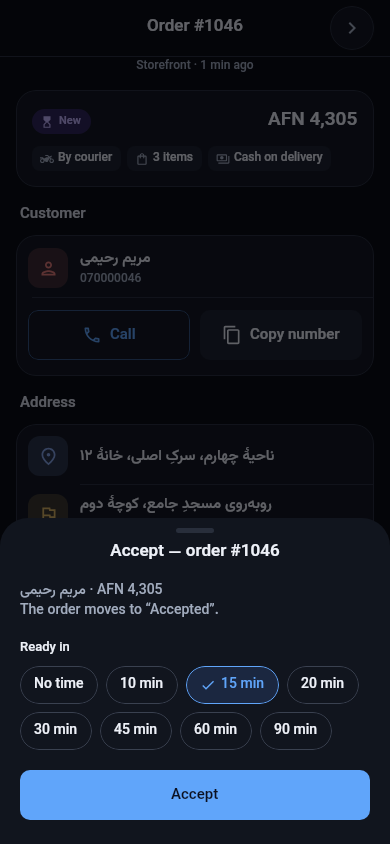 Order #1046
Storefront · 1 min ago
New
AFN 4,305
By courier
3 items
Cash on delivery
Customer
مریم رحیمی
070000046
Call
Copy number
Address
ناحیهٔ چهارم، سرکِ اصلی، خانهٔ ۱۲
روبه‌روی مسجدِ جامع، کوچهٔ دوم
Accept — order #1046
مریم رحیمی · AFN 4,305
The order moves to “Accepted”.
Ready in
No time
10 min
15 min
20 min
30 min
45 min
60 min
90 min
Accept